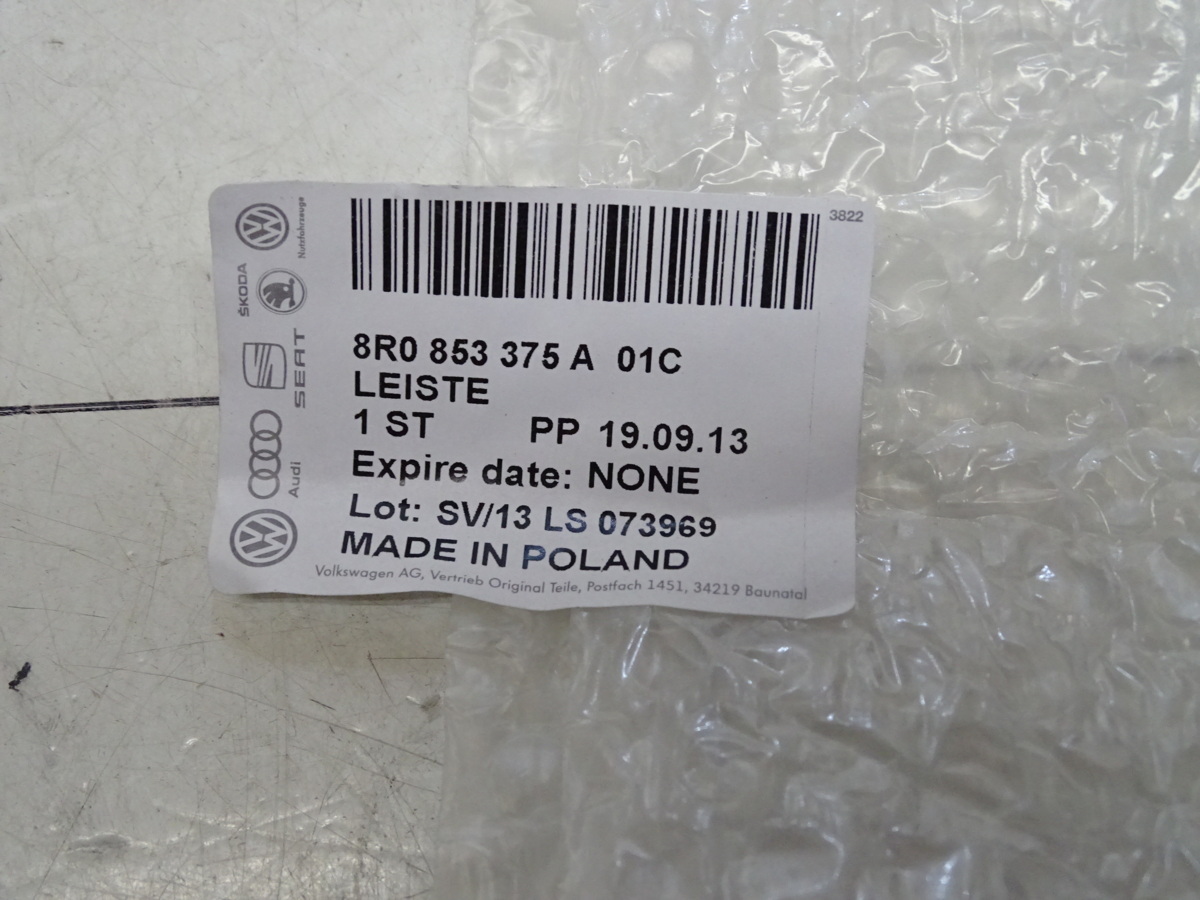 3822
Nutzfahrzeuge
ŠKODA
SEAT
Audi
8R0 853 375 A 01C
LEISTE
1 ST PP 19.09.13
Expire date: NONE
Lot: SV/13 LS 073969
MADE IN POLAND
Volkswagen AG, Vertrieb Original Teile, Postfach 1451, 34219 Baunatal